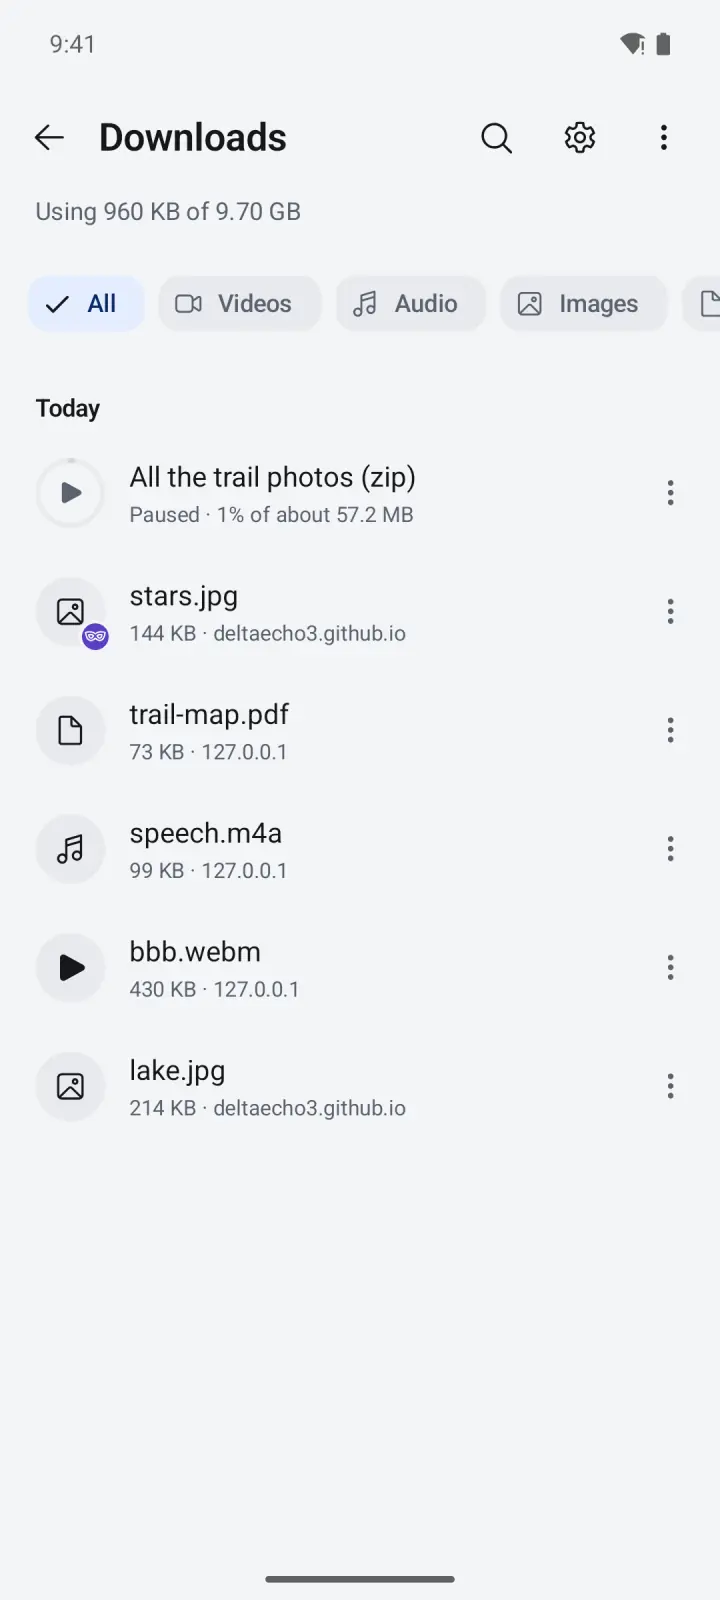 9:41
Downloads
Using 960 KB of 9.70 GB
All
Videos
Audio
Images
Today
All the trail photos (zip)
Paused · 1% of about 57.2 MB
stars.jpg
144 KB · deltaecho3.github.io
trail-map.pdf
73 KB · 127.0.0.1
speech.m4a
99 KB · 127.0.0.1
bbb.webm
430 KB · 127.0.0.1
lake.jpg
214 KB · deltaecho3.github.io